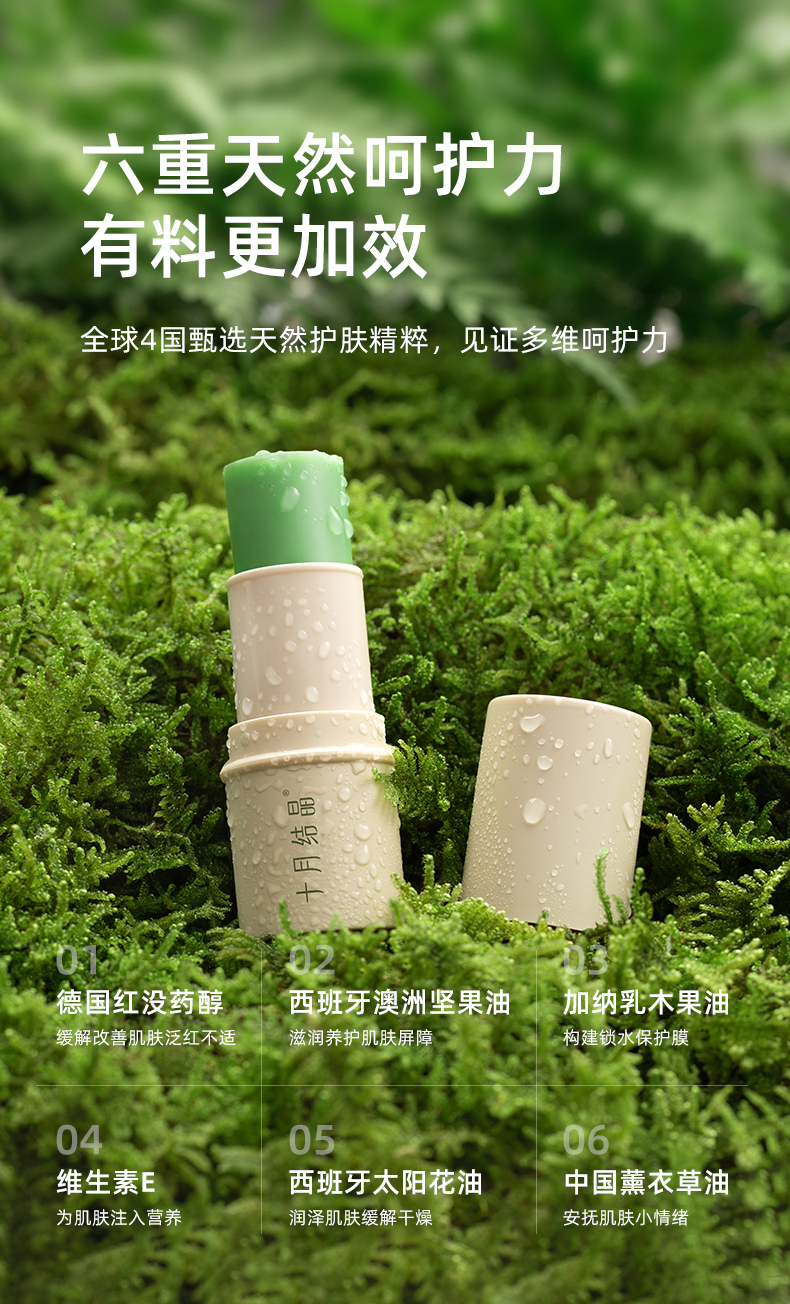 六重天然呵护力
有料更加效
全球4国甄选天然护肤精粹，见证多维呵护力
十月结晶®
01
德国红没药醇
缓解改善肌肤泛红不适
02
西班牙澳洲坚果油
滋润养护肌肤屏障
03
加纳乳木果油
构建锁水保护膜
04
维生素E
为肌肤注入营养
05
西班牙太阳花油
润泽肌肤缓解干燥
06
中国薰衣草油
安抚肌肤小情绪